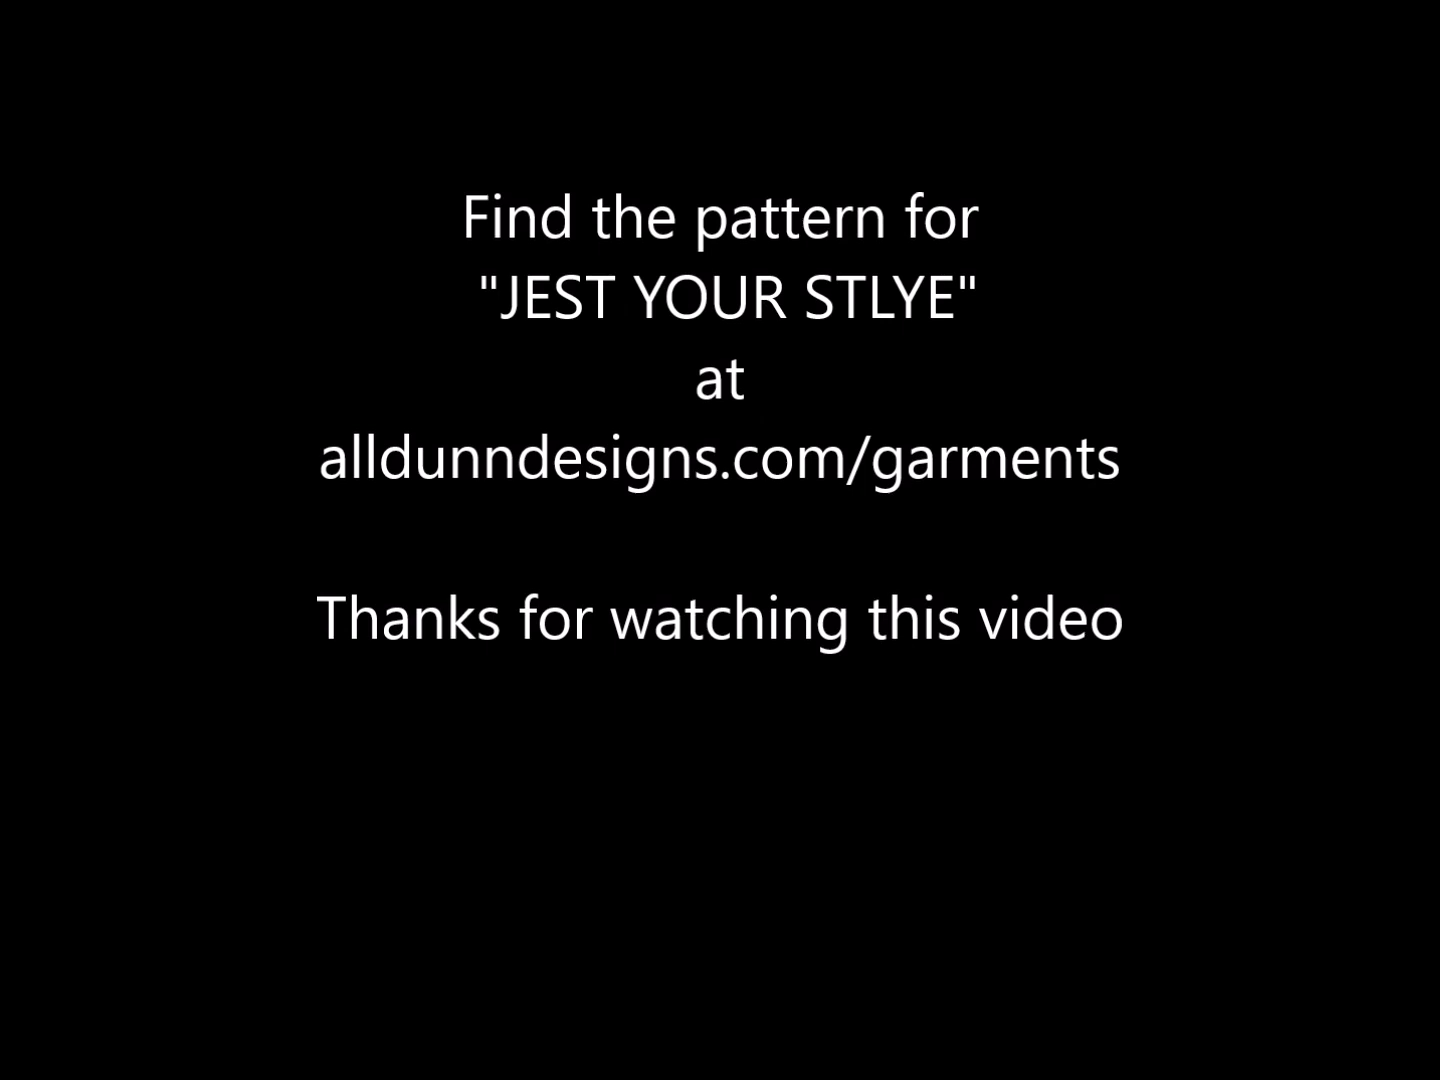 Find the pattern for
"JEST YOUR STLYE"
at
alldunndesigns.com/garments
Thanks for watching this video